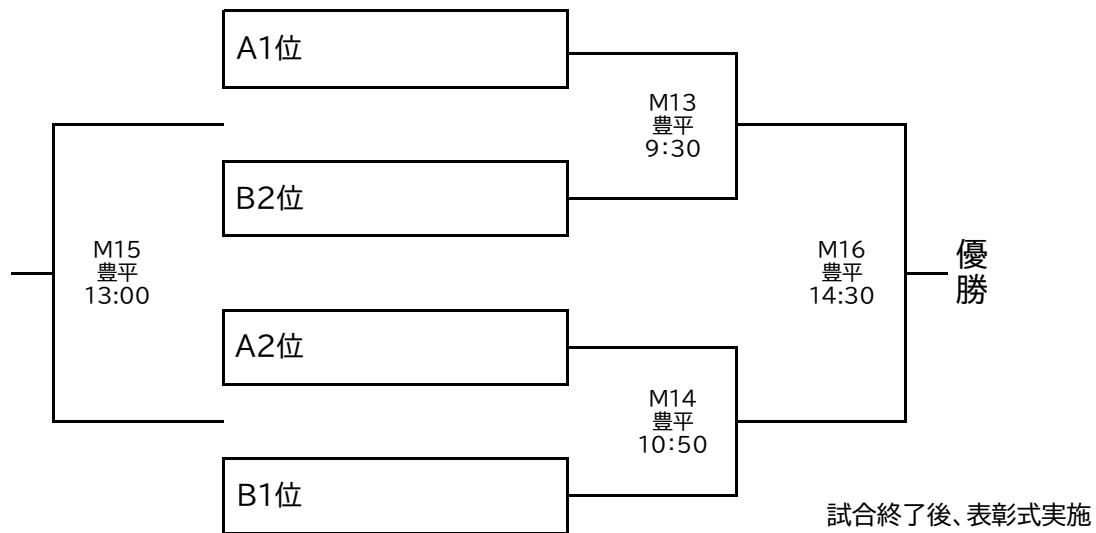 A1位
M13
豊平
9:30
B2位
M15
豊平
13:00
M16
豊平
14:30
優勝
A2位
M14
豊平
10:50
B1位
試合終了後、表彰式実施